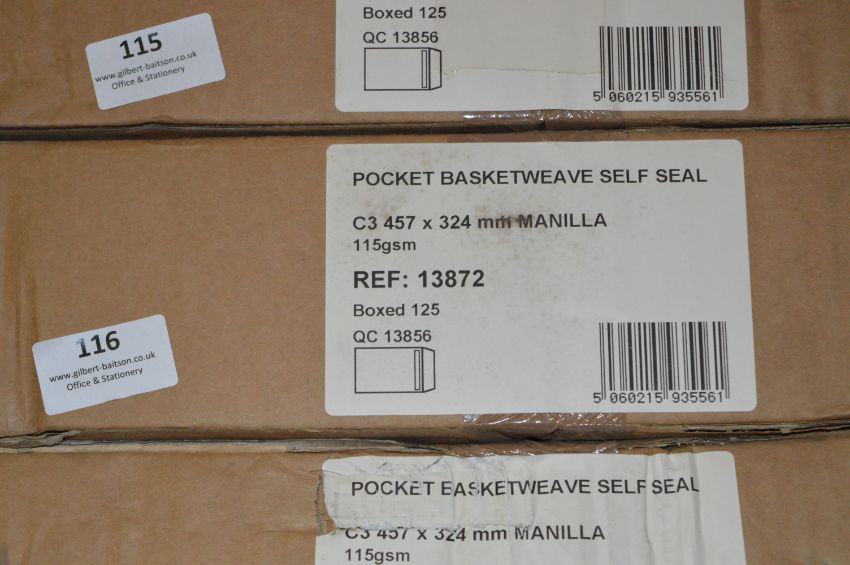 Boxed 125
QC 13856
5 060215 935561
115
www.gilbert-baitson.co.uk
Office & Stationery
POCKET BASKETWEAVE SELF SEAL
C3 457 x 324 mm MANILLA
115gsm
REF: 13872
Boxed 125
QC 13856
5 060215 935561
116
www.gilbert-baitson.co.uk
Office & Stationery
POCKET BASKETWEAVE SELF SEAL
C3 457 x 324 mm MANILLA
115gsm